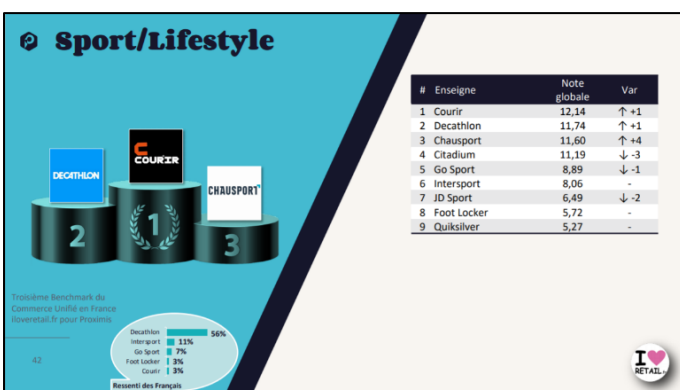 Sport/Lifestyle
DECATHLON
COURIR
CHAUSPORT
2
1
3
# Enseigne Note globale Var
1 Courir 12,14 ↑ +1
2 Decathlon 11,74 ↑ +1
3 Chausport 11,60 ↑ +4
4 Citadium 11,19 ↓ -3
5 Go Sport 8,89 ↓ -1
6 Intersport 8,06 -
7 JD Sport 6,49 ↓ -2
8 Foot Locker 5,72 -
9 Quiksilver 5,27 -
Troisième Benchmark du
Commerce Unifié en France
Iloveretail.fr pour Proximis
Decathlon 56%
Intersport 11%
Go Sport 7%
Foot Locker 3%
Courir 3%
Ressenti des Français
42
I
RETAIL.fr